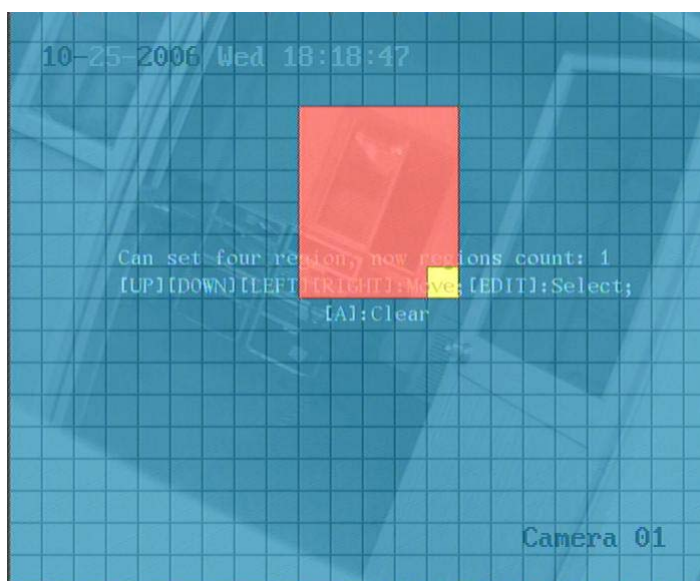 10-25-2006 Wed 18:18:47
Can set four region, now regions count: 1
[UP][DOWN][LEFT][RIGHT]:Move;[EDIT]:Select;
[A]:Clear
Camera 01